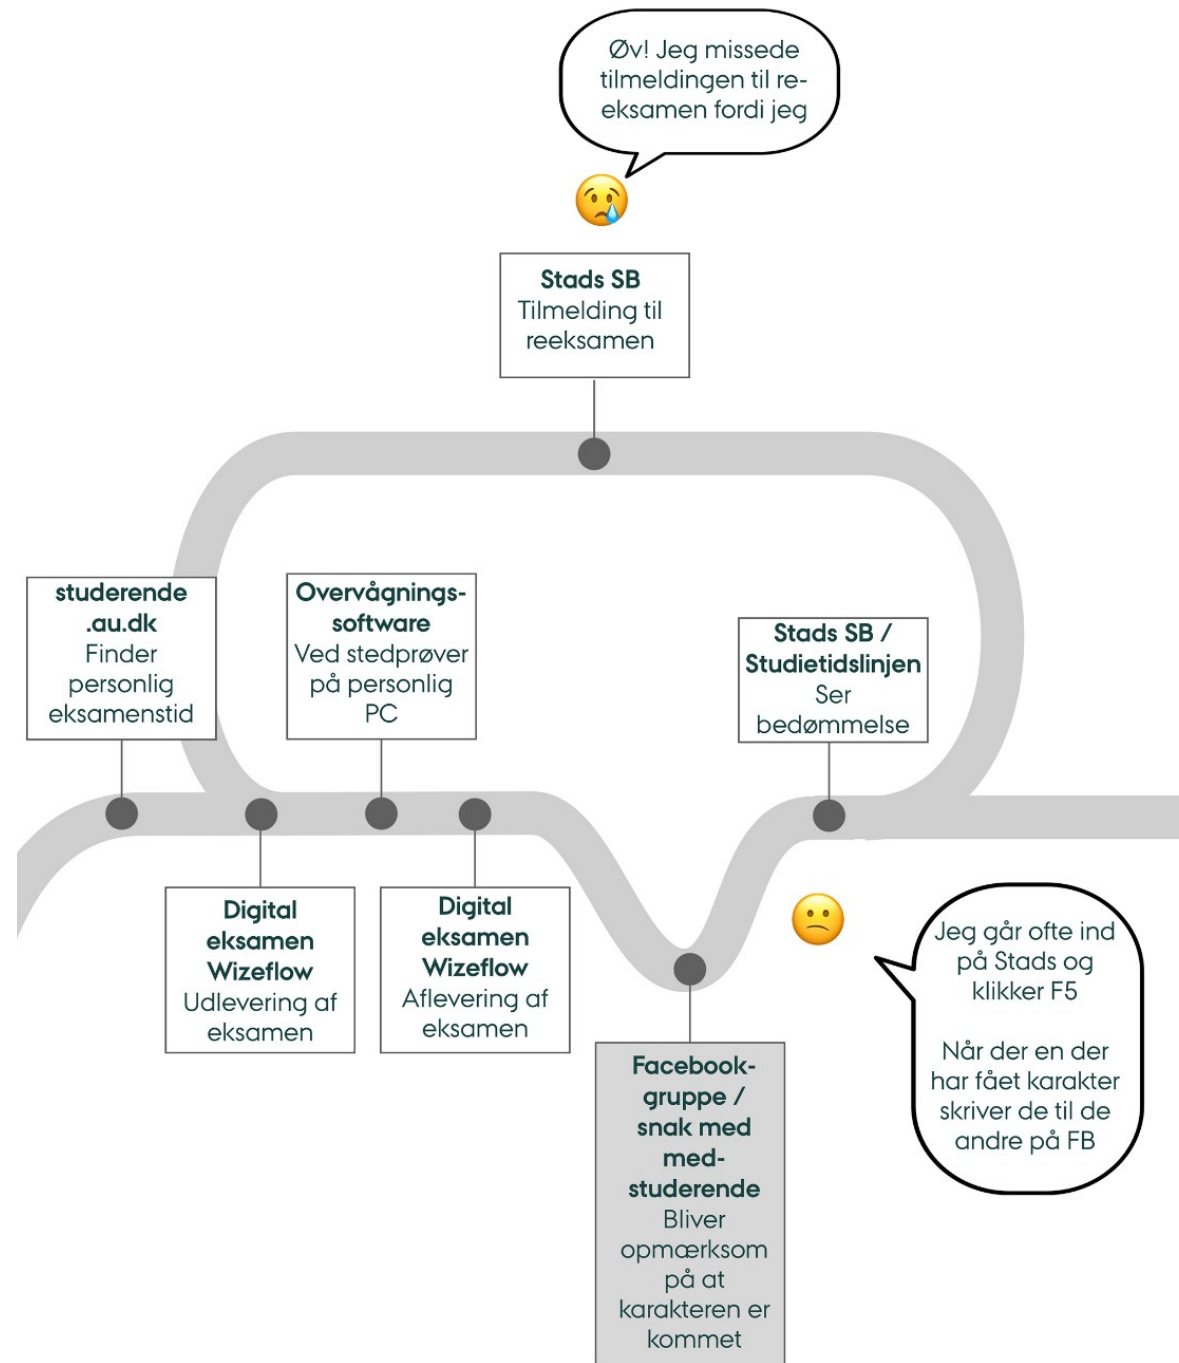 Øv! Jeg missede
tilmeldingen til re-
eksamen fordi jeg
Stads SB
Tilmelding til
reeksamen
studerende
.au.dk
Finder
personlig
eksamenstid
Overvågnings-
software
Ved stedprøver
på personlig
PC
Stads SB /
Studietidslinjen
Ser
bedømmelse
Digital
eksamen
Wizeflow
Udlevering af
eksamen
Digital
eksamen
Wizeflow
Aflevering af
eksamen
Jeg går ofte ind
på Stads og
klikker F5
Når der en der
har fået karakter
skriver de til de
andre på FB
Facebook-
gruppe /
snak med
med-
studerende
Bliver
opmærksom
på at
karakteren er
kommet